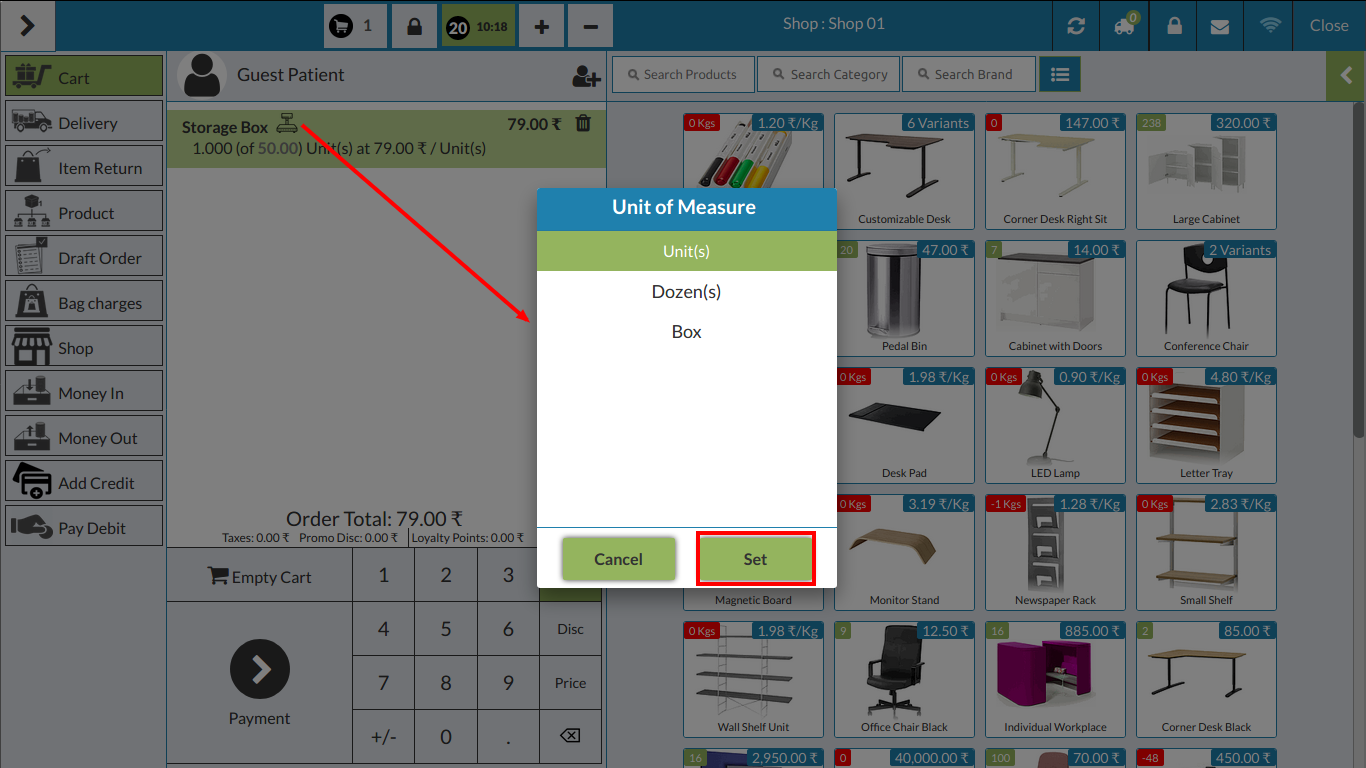 1
20 10:18
Shop : Shop 01
0
Close
Cart
Delivery
Item Return
Product
Draft Order
Bag charges
Shop
Money In
Money Out
Add Credit
Pay Debit
Guest Patient
Storage Box
79.00 ₹
1.000 (of 50.00) Unit(s) at 79.00 ₹ / Unit(s)
Order Total: 79.00 ₹
Taxes: 0.00 ₹ Promo Disc: 0.00 ₹ Loyalty Points: 0.00 ₹
Empty Cart
Payment
1 2 3
4 5 6 Disc
7 8 9 Price
+/- 0 .
Unit of Measure
Unit(s)
Dozen(s)
Box
Cancel Set
Search Products Search Category Search Brand
0 Kgs 1.20 ₹/Kg
6 Variants
Customizable Desk
0 147.00 ₹
Corner Desk Right Sit
238 320.00 ₹
Large Cabinet
20 47.00 ₹
Pedal Bin
7 14.00 ₹
Cabinet with Doors
2 Variants
Conference Chair
0 Kgs 1.98 ₹/Kg
Desk Pad
0 Kgs 0.90 ₹/Kg
LED Lamp
0 Kgs 4.80 ₹/Kg
Letter Tray
Magnetic Board
0 Kgs 3.19 ₹/Kg
Monitor Stand
-1 Kgs 1.28 ₹/Kg
Newspaper Rack
0 Kgs 2.83 ₹/Kg
Small Shelf
0 Kgs 1.98 ₹/Kg
Wall Shelf Unit
9 12.50 ₹
Office Chair Black
16 885.00 ₹
Individual Workplace
2 85.00 ₹
Corner Desk Black
16 2,950.00 ₹
0 40,000.00 ₹
100 70.00 ₹
-48 450.00 ₹